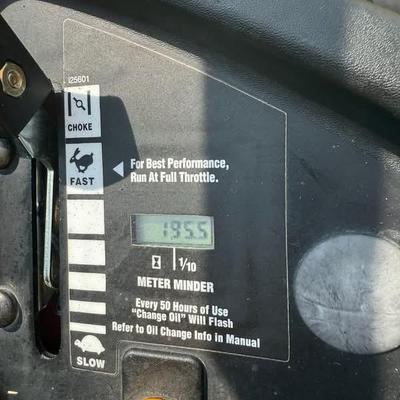 125601
CHOKE
FAST
For Best Performance,
Run At Full Throttle.
195.5
1/10
METER MINDER
Every 50 Hours of Use
"Change Oil" Will Flash
Refer to Oil Change Info in Manual
SLOW